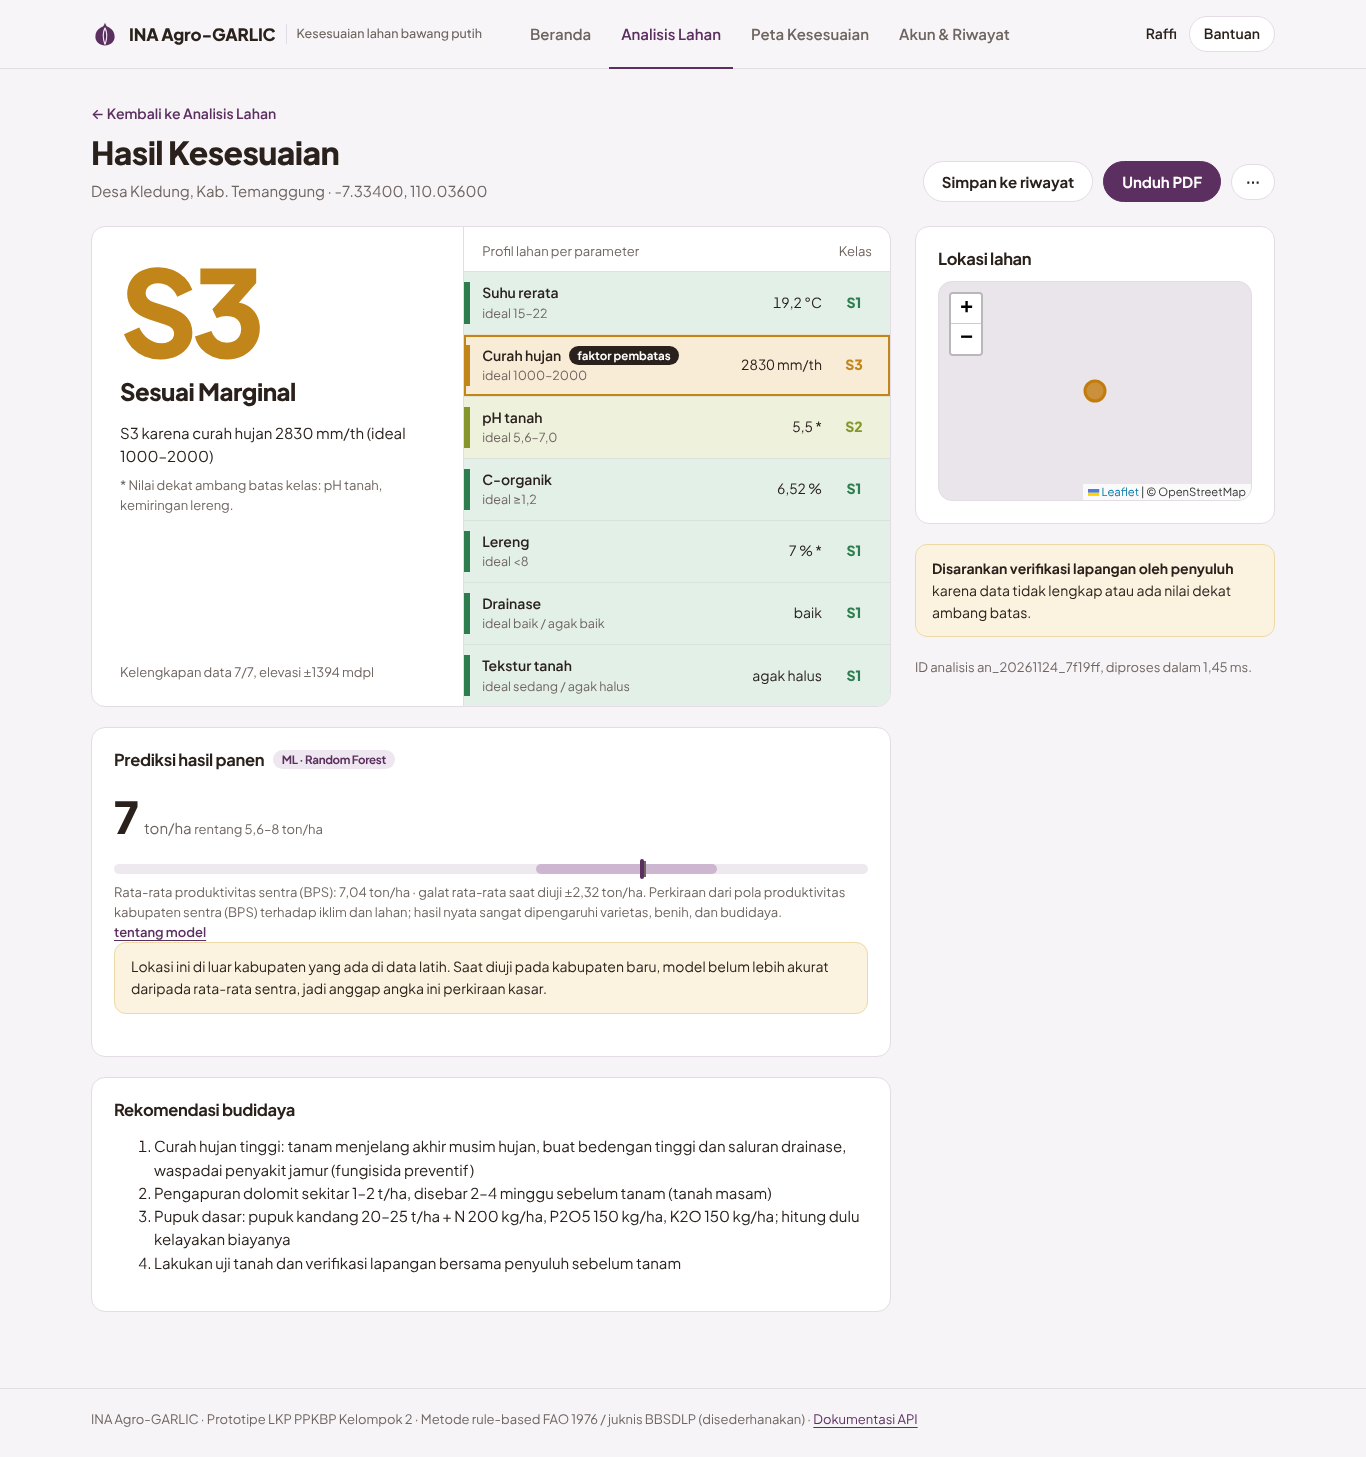 INA Agro-GARLIC
Kesesuaian lahan bawang putih
Beranda
Analisis Lahan
Peta Kesesuaian
Akun & Riwayat
Raffi
Bantuan
← Kembali ke Analisis Lahan
Hasil Kesesuaian
Desa Kledung, Kab. Temanggung · -7.33400, 110.03600
Simpan ke riwayat
Unduh PDF
···
S3
Sesuai Marginal
S3 karena curah hujan 2830 mm/th (ideal
1000–2000)
* Nilai dekat ambang batas kelas: pH tanah,
kemiringan lereng.
Kelengkapan data 7/7, elevasi ±1394 mdpl
Profil lahan per parameter Kelas
Suhu rerata 19,2 °C S1
ideal 15–22
Curah hujan faktor pembatas 2830 mm/th S3
ideal 1000–2000
pH tanah 5,5 * S2
ideal 5,6–7,0
C-organik 6,52 % S1
ideal ≥1,2
Lereng 7 % * S1
ideal <8
Drainase baik S1
ideal baik / agak baik
Tekstur tanah agak halus S1
ideal sedang / agak halus
Lokasi lahan
+
−
Leaflet | © OpenStreetMap
Disarankan verifikasi lapangan oleh penyuluh
karena data tidak lengkap atau ada nilai dekat
ambang batas.
ID analisis an_20261124_7f19ff, diproses dalam 1,45 ms.
Prediksi hasil panen ML · Random Forest
7 ton/ha rentang 5,6–8 ton/ha
Rata-rata produktivitas sentra (BPS): 7,04 ton/ha · galat rata-rata saat diuji ±2,32 ton/ha. Perkiraan dari pola produktivitas
kabupaten sentra (BPS) terhadap iklim dan lahan; hasil nyata sangat dipengaruhi varietas, benih, dan budidaya.
tentang model
Lokasi ini di luar kabupaten yang ada di data latih. Saat diuji pada kabupaten baru, model belum lebih akurat
daripada rata-rata sentra, jadi anggap angka ini perkiraan kasar.
Rekomendasi budidaya
1. Curah hujan tinggi: tanam menjelang akhir musim hujan, buat bedengan tinggi dan saluran drainase,
waspadai penyakit jamur (fungisida preventif)
2. Pengapuran dolomit sekitar 1–2 t/ha, disebar 2–4 minggu sebelum tanam (tanah masam)
3. Pupuk dasar: pupuk kandang 20–25 t/ha + N 200 kg/ha, P2O5 150 kg/ha, K2O 150 kg/ha; hitung dulu
kelayakan biayanya
4. Lakukan uji tanah dan verifikasi lapangan bersama penyuluh sebelum tanam
INA Agro-GARLIC · Prototipe LKP PPKBP Kelompok 2 · Metode rule-based FAO 1976 / juknis BBSDLP (disederhanakan) · Dokumentasi API